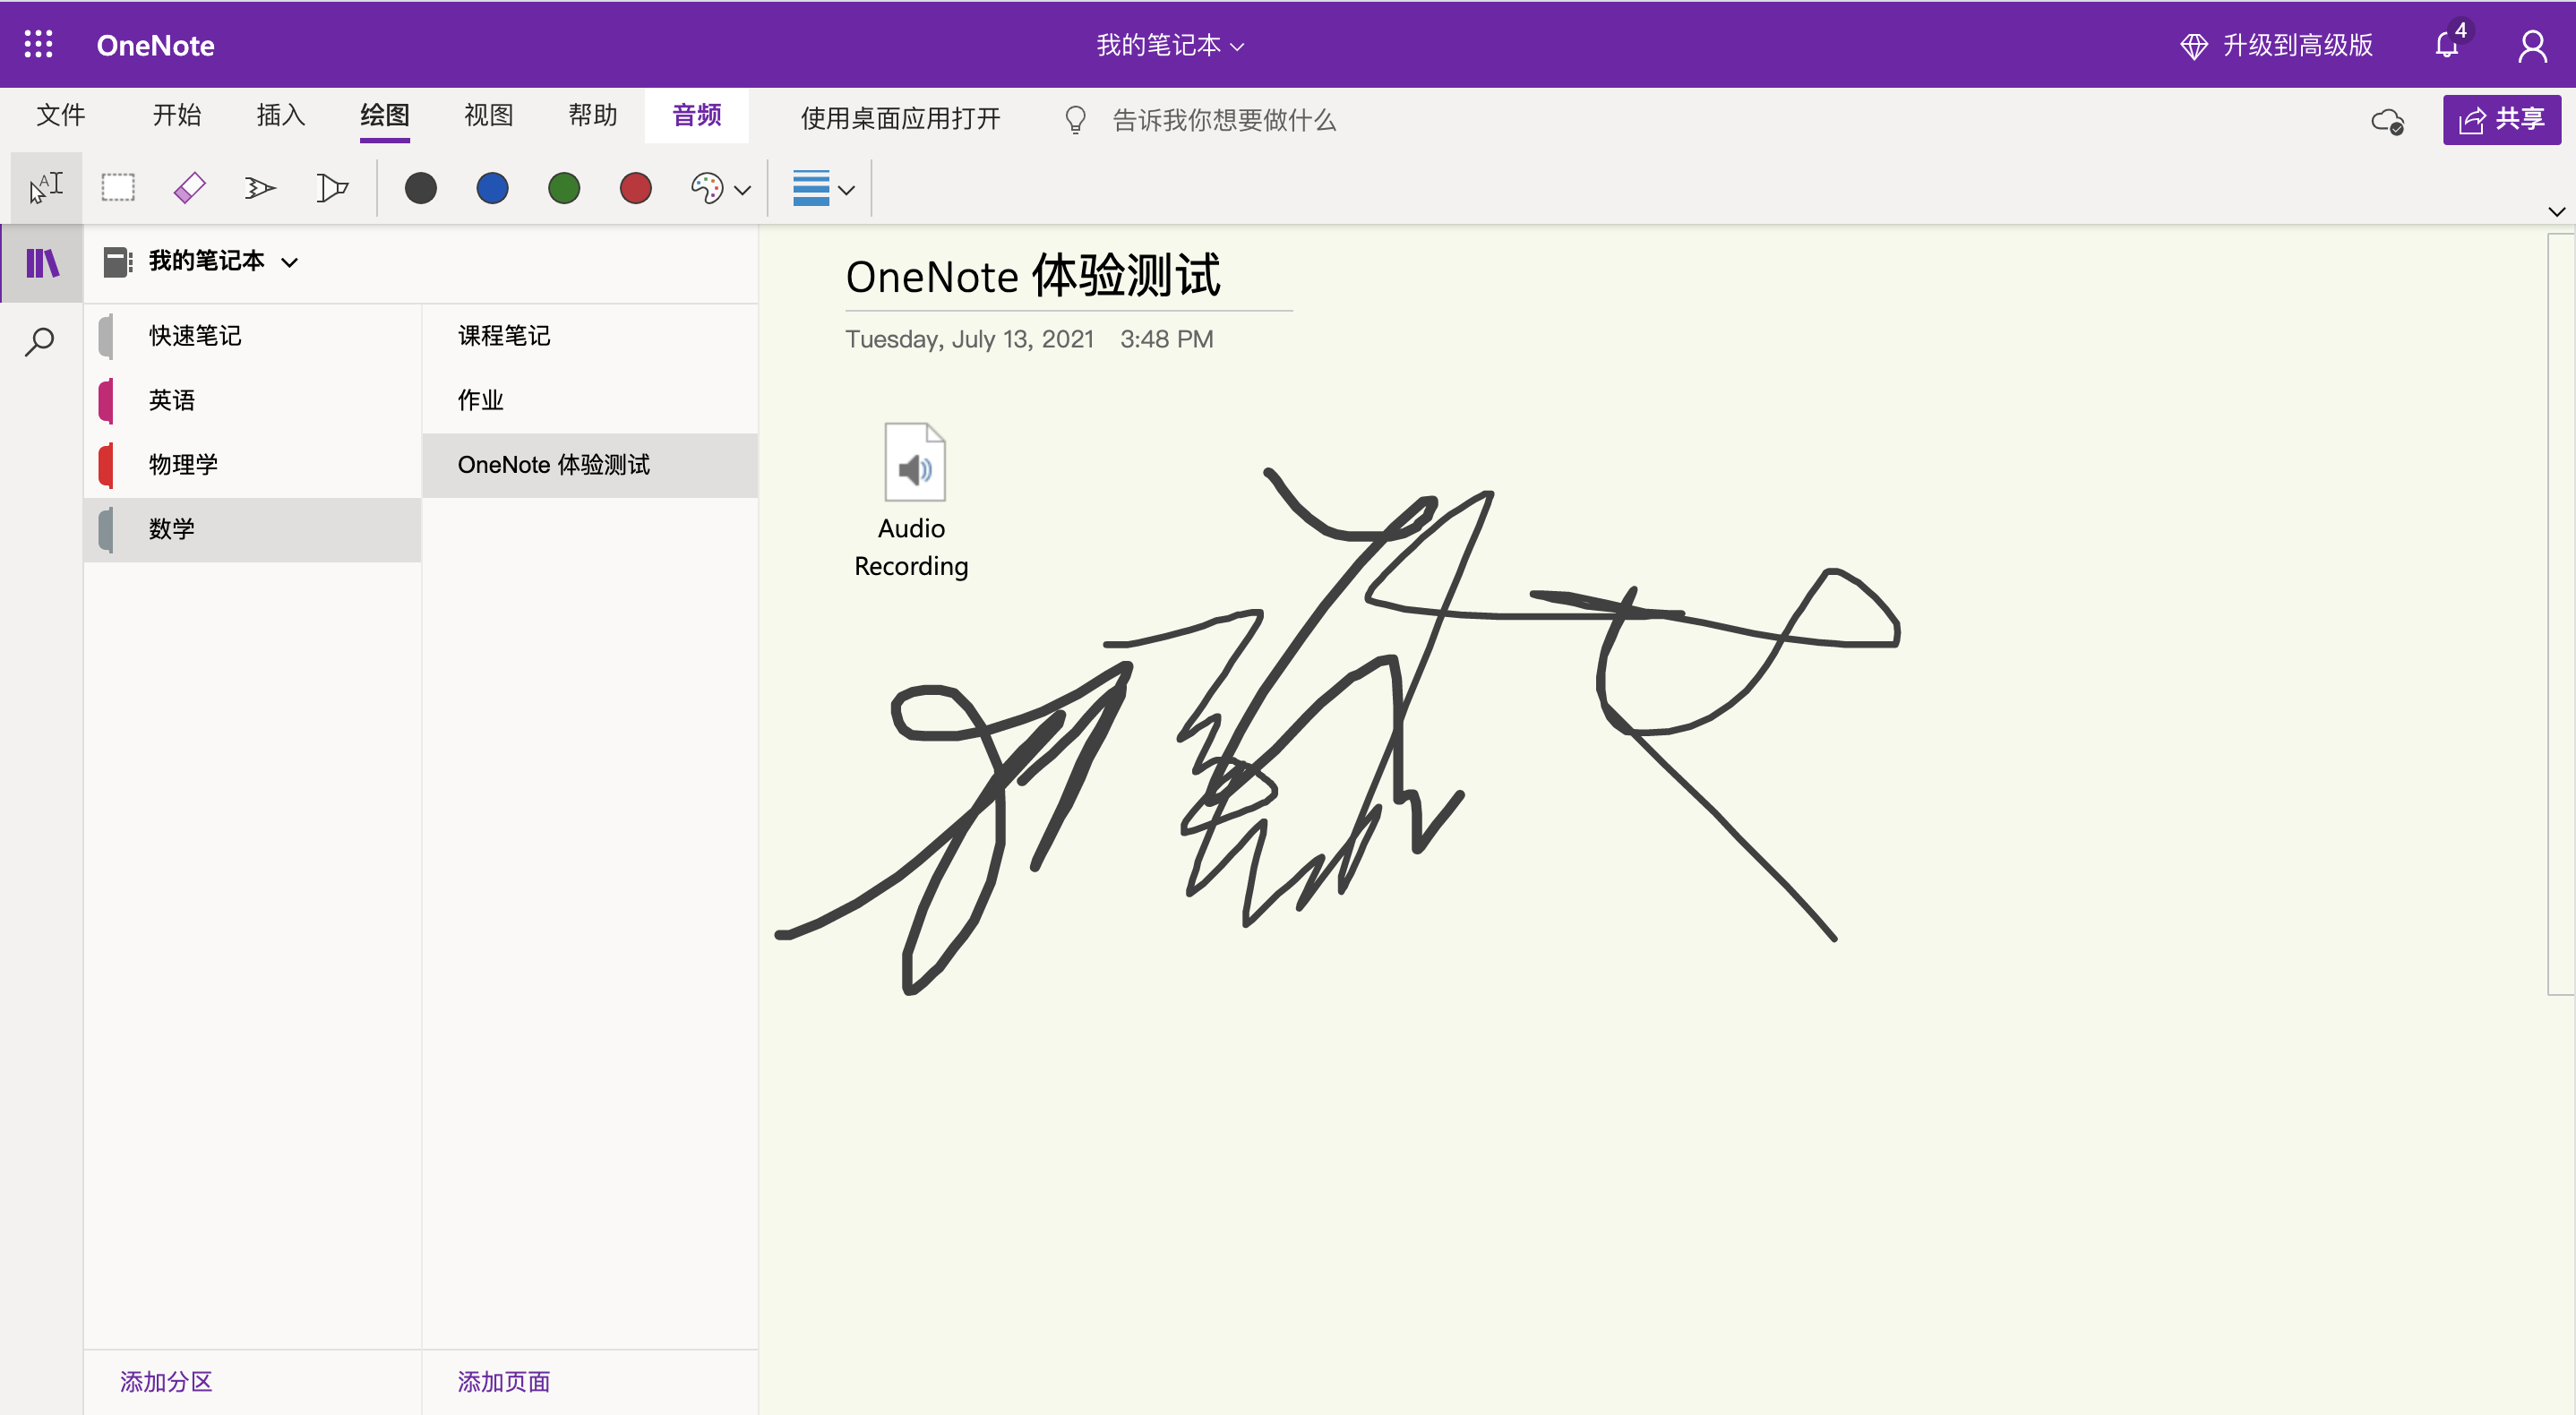 OneNote
我的笔记本
升级到高级版
4
文件 开始 插入 绘图 视图 帮助 音频 使用桌面应用打开 告诉我你想要做什么
共享
我的笔记本
快速笔记
英语
物理学
数学
添加分区
课程笔记
作业
OneNote 体验测试
添加页面
OneNote 体验测试
Tuesday, July 13, 2021 3:48 PM
Audio
Recording